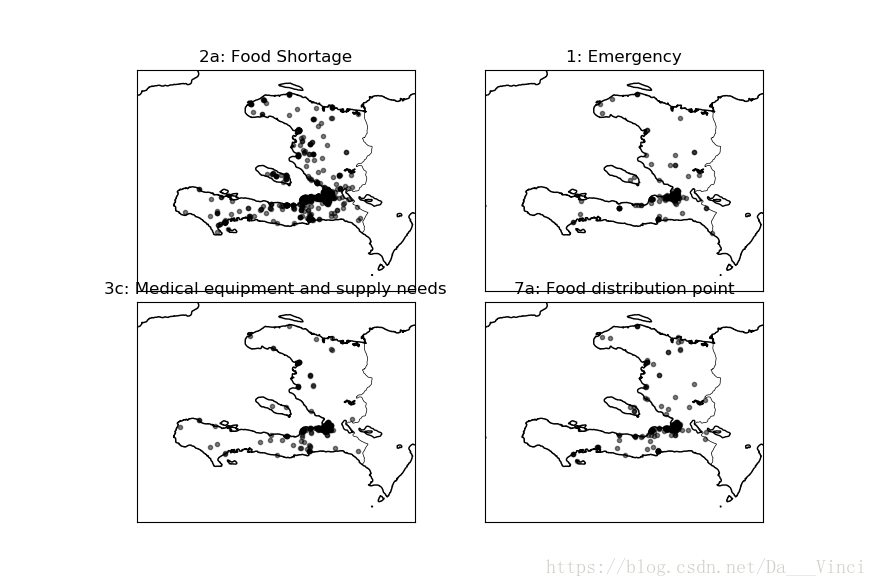 2a: Food Shortage
1: Emergency
3c: Medical equipment and supply needs
7a: Food distribution point
https://blog.csdn.net/Da___Vinci